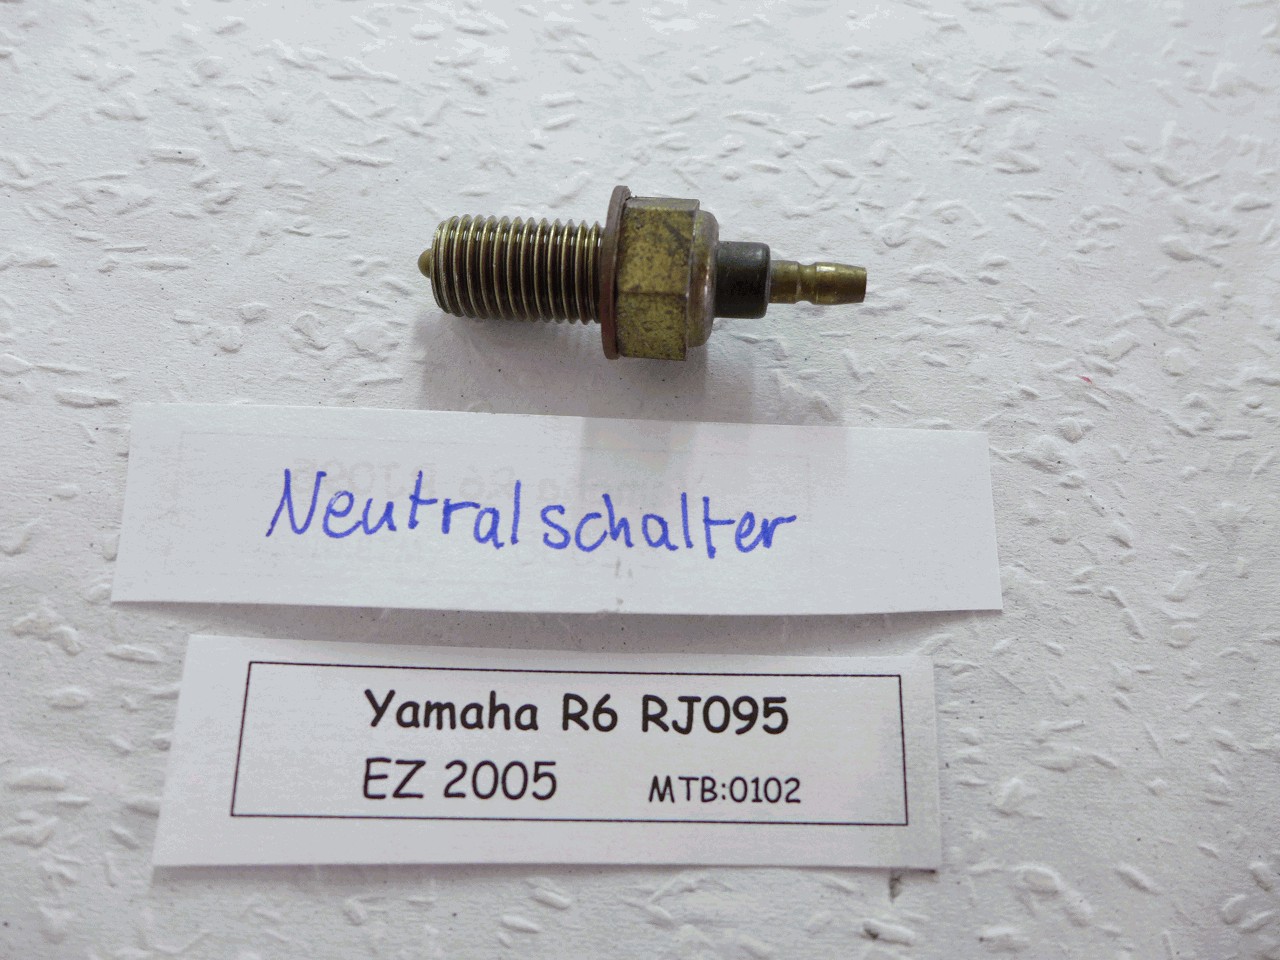 Neutralschalter
Yamaha R6 RJ095
EZ 2005 MTB:0102